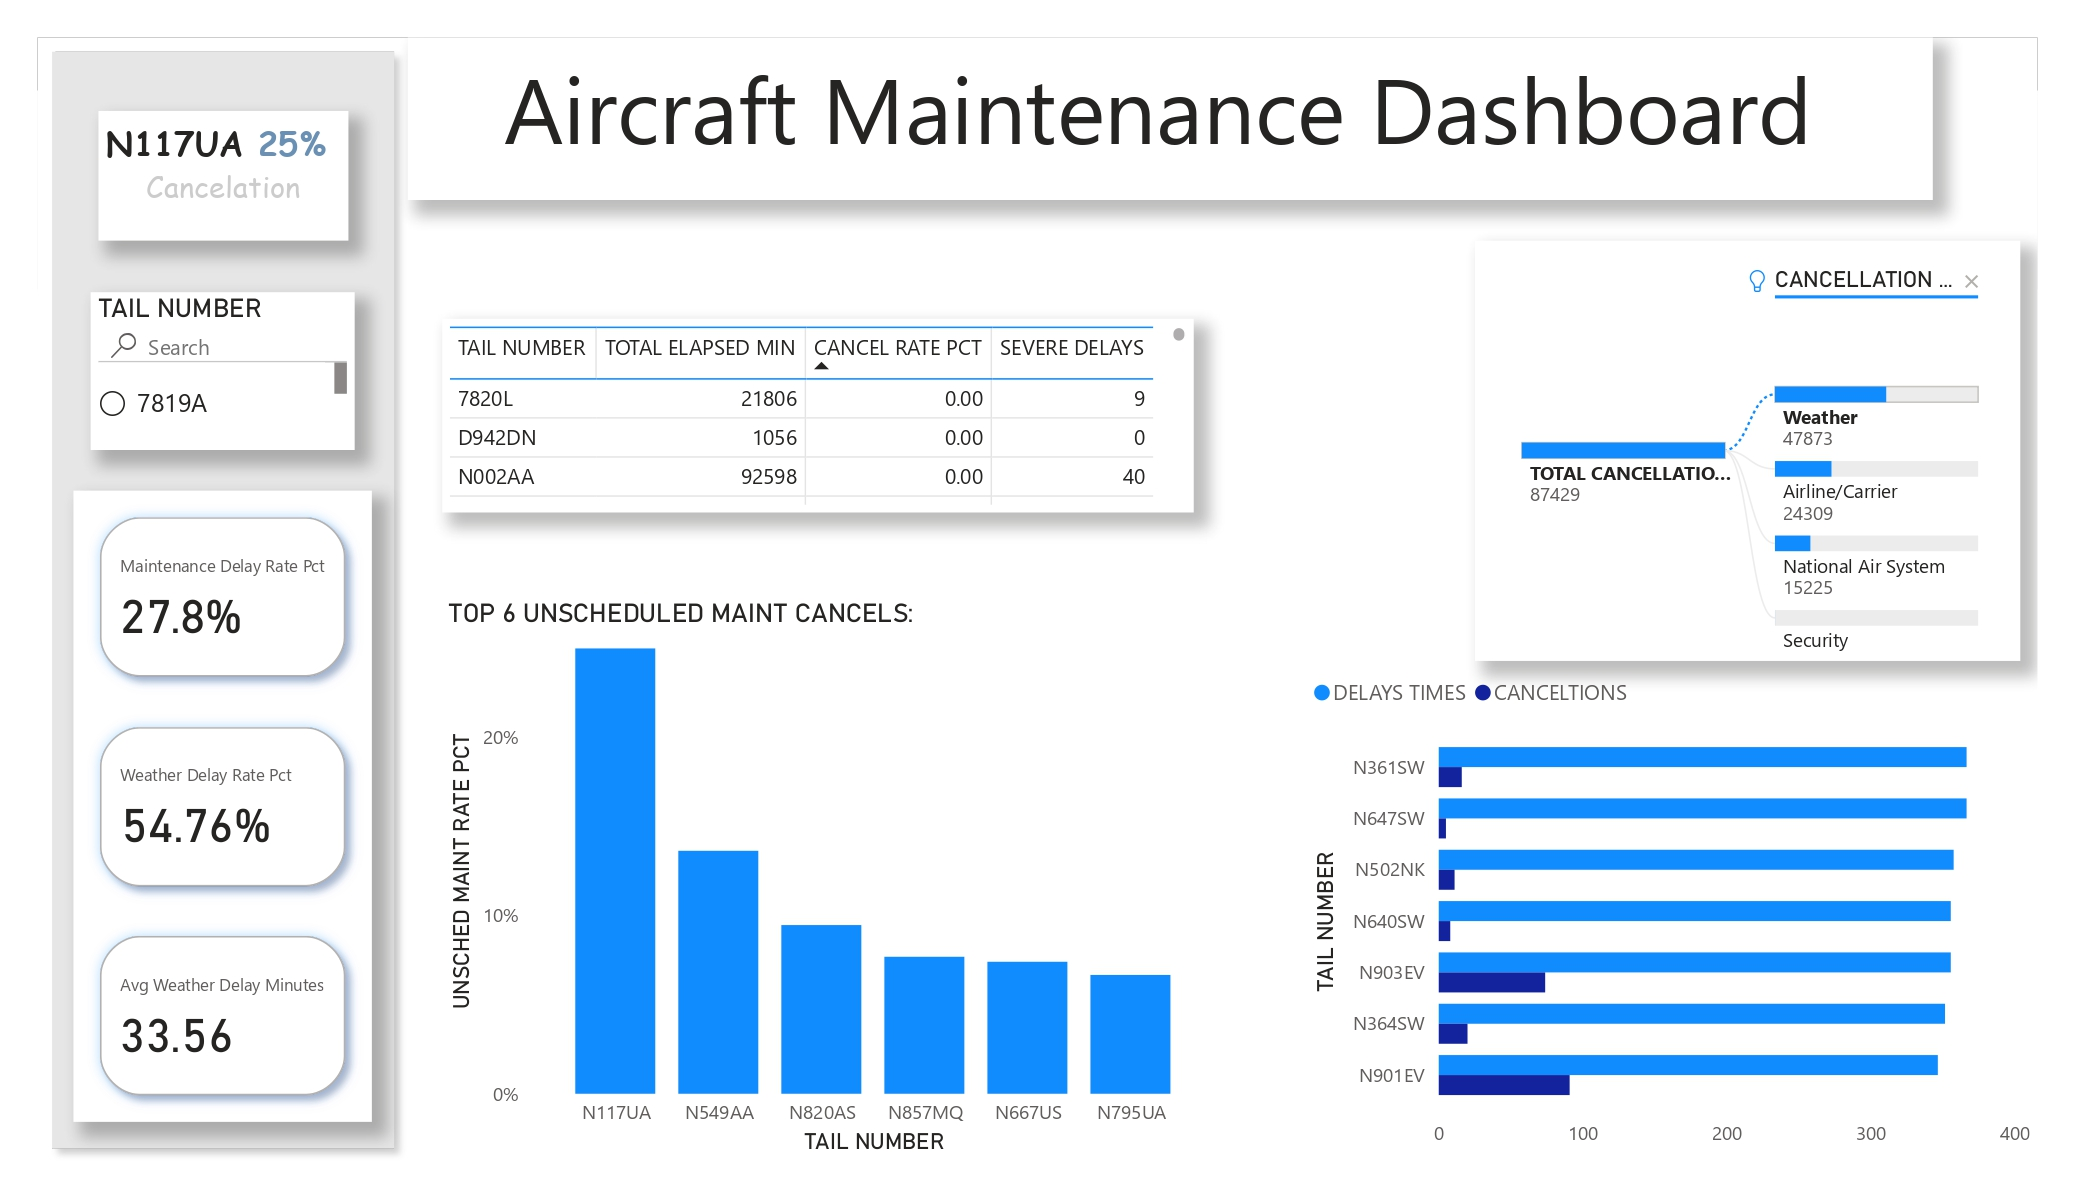 Aircraft Maintenance Dashboard
N117UA 25%
Cancelation
TAIL NUMBER
Search
7819A
Maintenance Delay Rate Pct
27.8%
Weather Delay Rate Pct
54.76%
Avg Weather Delay Minutes
33.56
TAIL NUMBER TOTAL ELAPSED MIN CANCEL RATE PCT SEVERE DELAYS
7820L 21806 0.00 9
D942DN 1056 0.00 0
N002AA 92598 0.00 40
CANCELLATION ...
TOTAL CANCELLATIO...
87429
Weather
47873
Airline/Carrier
24309
National Air System
15225
Security
TOP 6 UNSCHEDULED MAINT CANCELS:
UNSCHED MAINT RATE PCT
20%
10%
0%
N117UA N549AA N820AS N857MQ N667US N795UA
TAIL NUMBER
DELAYS TIMES CANCELTIONS
TAIL NUMBER
N361SW
N647SW
N502NK
N640SW
N903EV
N364SW
N901EV
0 100 200 300 400